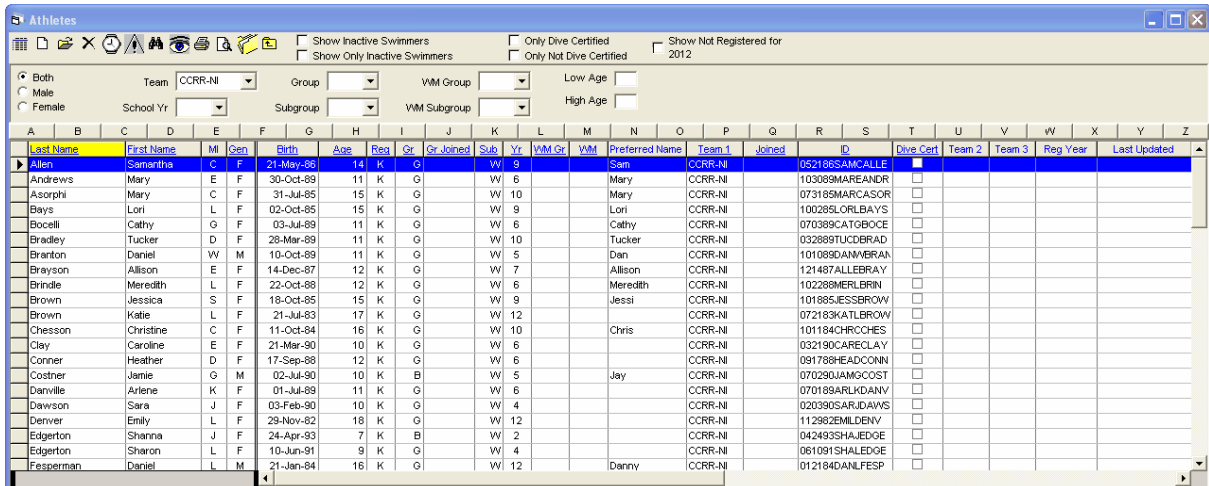 Athletes
Show Inactive Swimmers Only Dive Certified Show Not Registered for
Show Only Inactive Swimmers Only Not Dive Certified 2012
Both Team CCRR-NI Group WM Group Low Age
Male
Female School Yr Subgroup WM Subgroup High Age
A B C D E F G H I J K L M N O P Q R S T U V W X Y Z
Last Name First Name MI Gen Birth Age Reg Gr Gr Joined Sub Yr WM Gr WM Preferred Name Team 1 Joined ID Dive Cert Team 2 Team 3 Reg Year Last Updated
Allen Samantha C F 21-May-86 14 K G W 9 Sam CCRR-NI 052186SAMCALLE
Andrews Mary E F 30-Oct-89 11 K G W 6 Mary CCRR-NI 103089MAREANDR
Asorphi Mary C F 31-Jul-85 15 K G W 10 Mary CCRR-NI 073185MARCASOR
Bays Lori L F 02-Oct-85 15 K G W 9 Lori CCRR-NI 100285LORLBAYS
Bocelli Cathy G F 03-Jul-89 11 K G W 6 Cathy CCRR-NI 070389CATGBOCE
Bradley Tucker D F 28-Mar-89 11 K G W 10 Tucker CCRR-NI 032889TUCDBRAD
Branton Daniel W M 10-Oct-89 11 K G W 5 Dan CCRR-NI 101089DANWBRAN
Brayson Allison E F 14-Dec-87 12 K G W 7 Allison CCRR-NI 121487ALLEBRAY
Brindle Meredith L F 22-Oct-88 12 K G W 6 Meredith CCRR-NI 102288MERLBRIN
Brown Jessica S F 18-Oct-85 15 K G W 9 Jessi CCRR-NI 101885JESSBROW
Brown Katie L F 21-Jul-83 17 K G W 12 CCRR-NI 072183KATLBROW
Chesson Christine C F 11-Oct-84 16 K G W 10 Chris CCRR-NI 101184CHRCCHES
Clay Caroline E F 21-Mar-90 10 K G W 6 CCRR-NI 032190CARECLAY
Conner Heather D F 17-Sep-88 12 K G W 6 CCRR-NI 091788HEADCONN
Costner Jamie G M 02-Jul-90 10 K B W 5 Jay CCRR-NI 070290JAMGCOST
Danville Arlene K F 01-Jul-89 11 K G W 6 CCRR-NI 070189ARLKDANV
Dawson Sara J F 03-Feb-90 10 K G W 4 CCRR-NI 020390SARJDAWS
Denver Emily L F 29-Nov-82 18 K G W 12 CCRR-NI 112982EMILDENV
Edgerton Shanna J F 24-Apr-93 7 K B W 2 CCRR-NI 042493SHAJEDGE
Edgerton Sharon L F 10-Jun-91 9 K G W 4 CCRR-NI 061091SHALEDGE
Fesperman Daniel L M 21-Jan-84 16 K G W 12 Danny CCRR-NI 012184DANLFESP